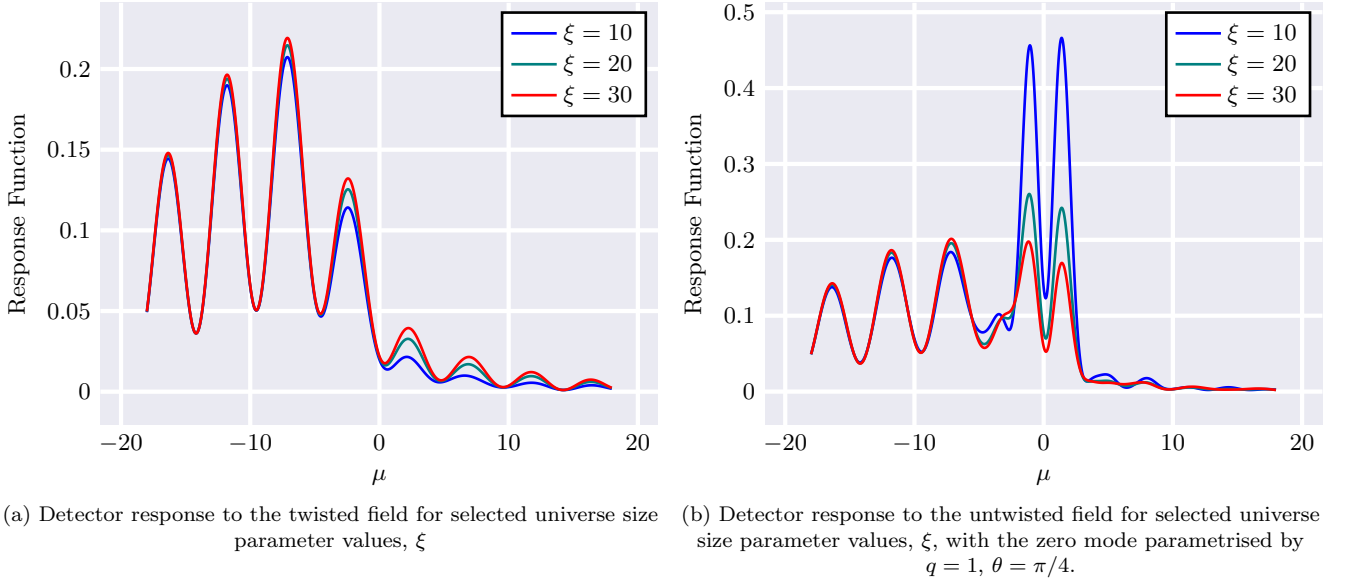 Response Function
0.2
0.15
0.1
0.05
0
−20
−10
0
10
20
μ
ξ = 10
ξ = 20
ξ = 30
(a) Detector response to the twisted field for selected universe size
parameter values, ξ
Response Function
0.5
0.4
0.3
0.2
0.1
0
−20
−10
0
10
20
μ
ξ = 10
ξ = 20
ξ = 30
(b) Detector response to the untwisted field for selected universe
size parameter values, ξ, with the zero mode parametrised by
q = 1, θ = π/4.